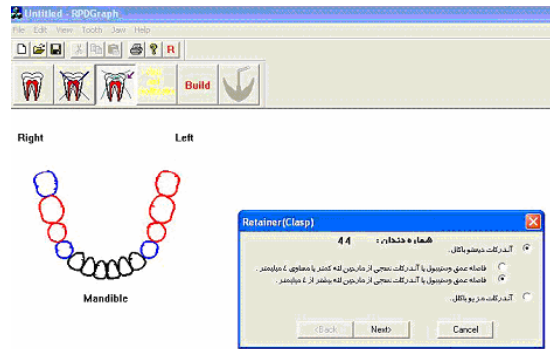 Untitled - RPDGraph
File Edit View Tooth Jaw Help
R
Build
Right Left
Mandible
Retainer(Clasp)
شماره دندان : 44
آندرکات دیستوباکال.
فاصله عمق وستیبول یا آندرکات نسجی از مارجین لثه کمتر یا مساوی ٤ میلیمتر.
فاصله عمق وستیبول یا آندرکات نسجی از مارجین لثه بیشتر از ٤ میلیمتر.
آندرکات مزیوباکال.
<Back Next> Cancel